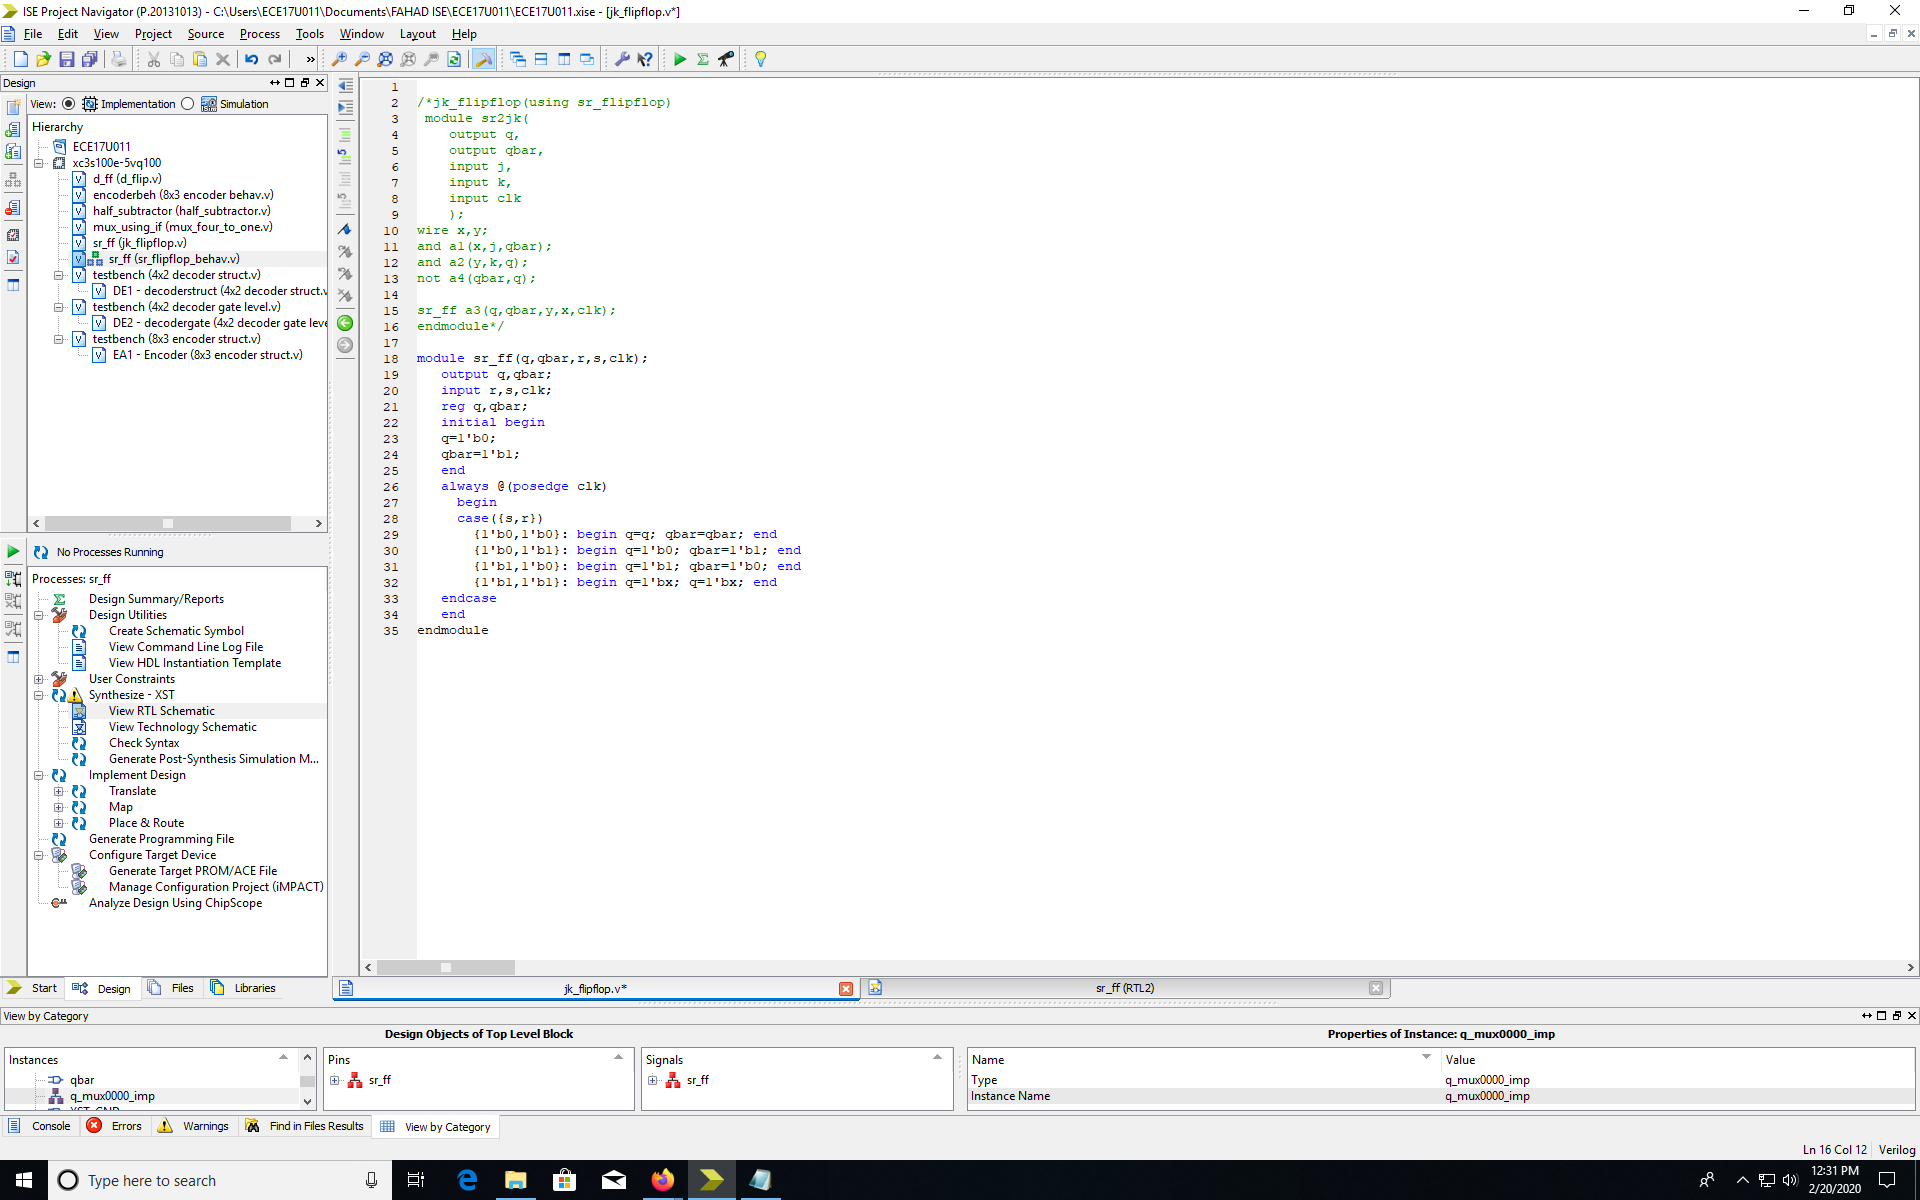 ISE Project Navigator (P.20131013) - C:\Users\ECE17U011\Documents\FAHAD ISE\ECE17U011\ECE17U011.xise - [jk_flipflop.v*]
File Edit View Project Source Process Tools Window Layout Help
Design
View: Implementation Simulation
Hierarchy
ECE17U011
xc3s100e-5vq100
d_ff (d_flip.v)
encoderbeh (8x3 encoder behav.v)
half_subtractor (half_subtractor.v)
mux_using_if (mux_four_to_one.v)
sr_ff (jk_flipflop.v)
sr_ff (sr_flipflop_behav.v)
testbench (4x2 decoder struct.v)
DE1 - decoderstruct (4x2 decoder struct.v
testbench (4x2 decoder gate level.v)
DE2 - decodergate (4x2 decoder gate leve
testbench (8x3 encoder struct.v)
EA1 - Encoder (8x3 encoder struct.v)
No Processes Running
Processes: sr_ff
Design Summary/Reports
Design Utilities
Create Schematic Symbol
View Command Line Log File
View HDL Instantiation Template
User Constraints
Synthesize - XST
View RTL Schematic
View Technology Schematic
Check Syntax
Generate Post-Synthesis Simulation M...
Implement Design
Translate
Map
Place & Route
Generate Programming File
Configure Target Device
Generate Target PROM/ACE File
Manage Configuration Project (iMPACT)
Analyze Design Using ChipScope
Start Design Files Libraries
1
2 /*jk_flipflop(using sr_flipflop)
3 module sr2jk(
4 output q,
5 output qbar,
6 input j,
7 input k,
8 input clk
9 );
10 wire x,y;
11 and a1(x,j,qbar);
12 and a2(y,k,q);
13 not a4(qbar,q);
14
15 sr_ff a3(q,qbar,y,x,clk);
16 endmodule*/
17
18 module sr_ff(q,qbar,r,s,clk);
19 output q,qbar;
20 input r,s,clk;
21 reg q,qbar;
22 initial begin
23 q=1'b0;
24 qbar=1'b1;
25 end
26 always @(posedge clk)
27 begin
28 case({s,r})
29 {1'b0,1'b0}: begin q=q; qbar=qbar; end
30 {1'b0,1'b1}: begin q=1'b0; qbar=1'b1; end
31 {1'b1,1'b0}: begin q=1'b1; qbar=1'b0; end
32 {1'b1,1'b1}: begin q=1'bx; q=1'bx; end
33 endcase
34 end
35 endmodule
jk_flipflop.v* sr_ff (RTL2)
View by Category
Design Objects of Top Level Block Properties of Instance: q_mux0000_imp
Instances Pins Signals Name Value
qbar sr_ff sr_ff Type q_mux0000_imp
q_mux0000_imp Instance Name q_mux0000_imp
Console Errors Warnings Find in Files Results View by Category
Ln 16 Col 12 Verilog
Type here to search
12:31 PM
2/20/2020